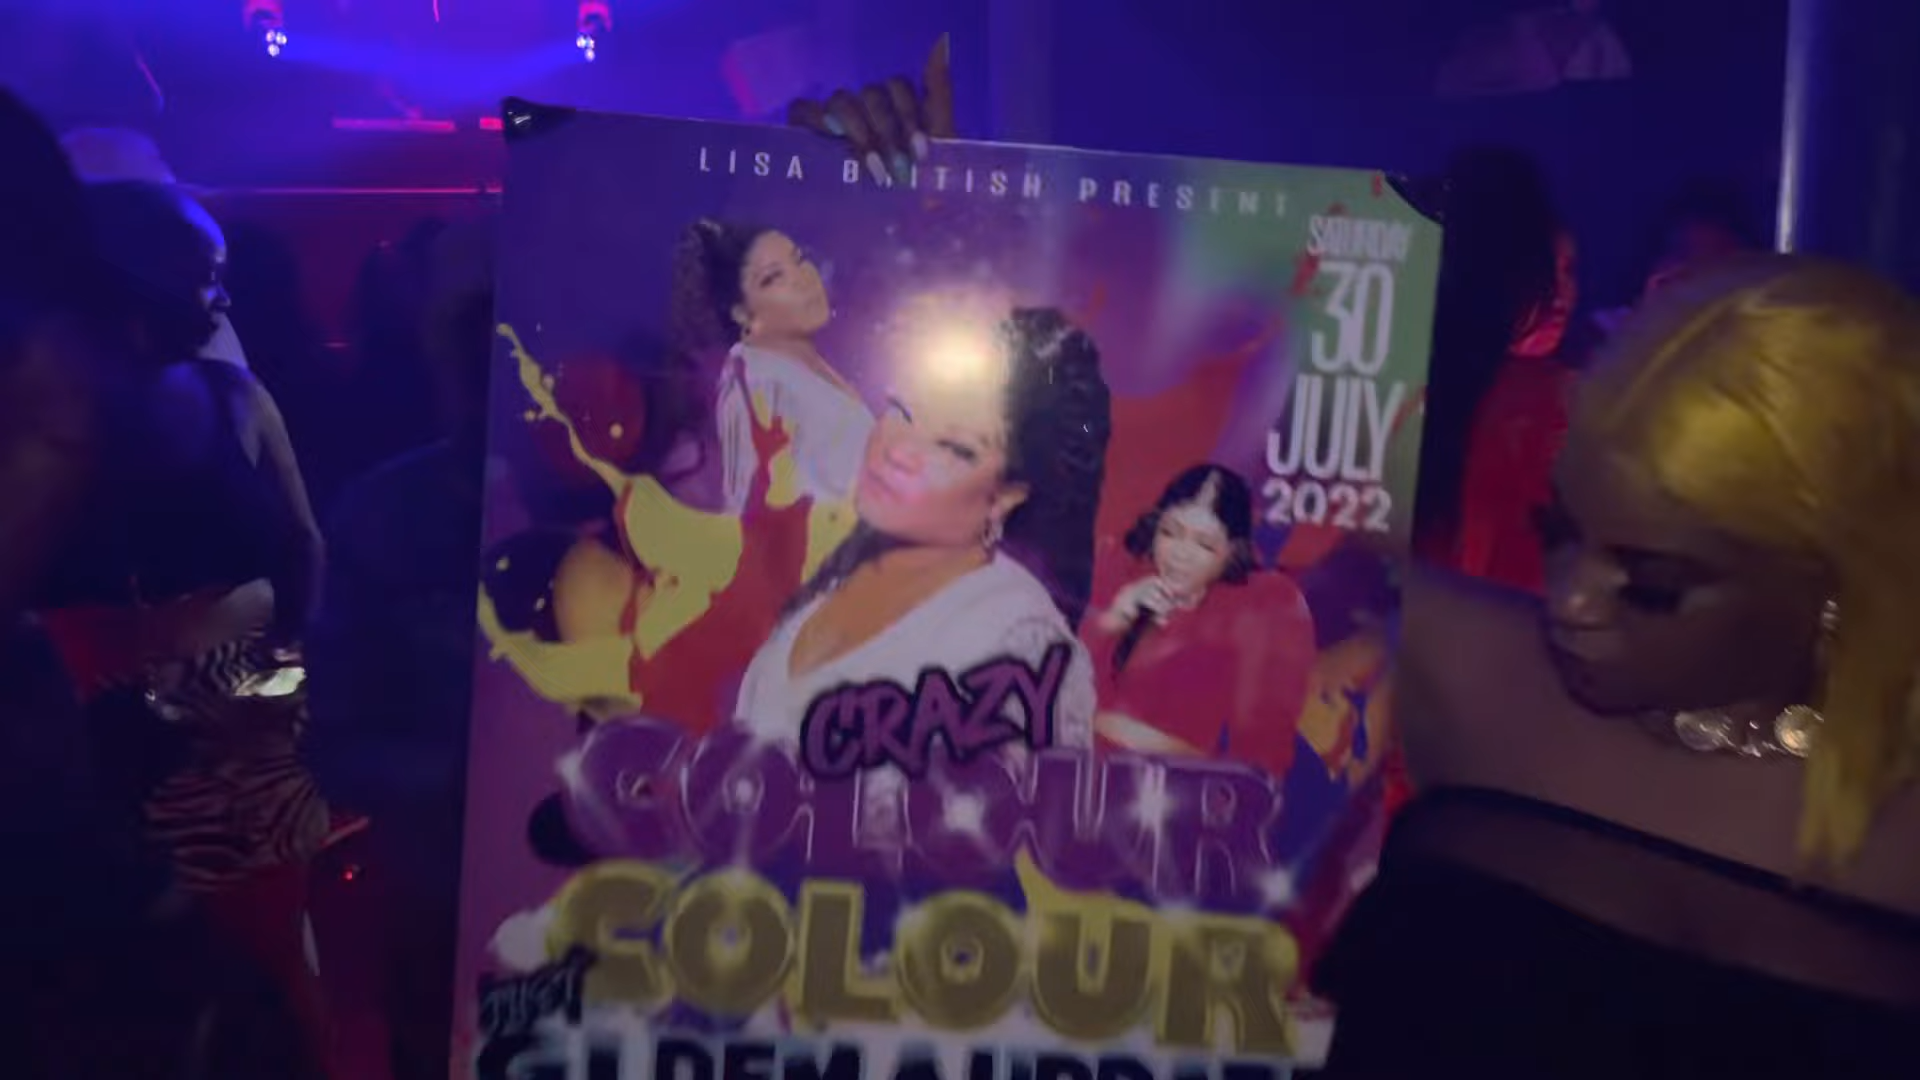 LISA BRITISH PRESENT
SATURDAY
30
JULY
2022
CRAZY
COLOUR
COLOUR